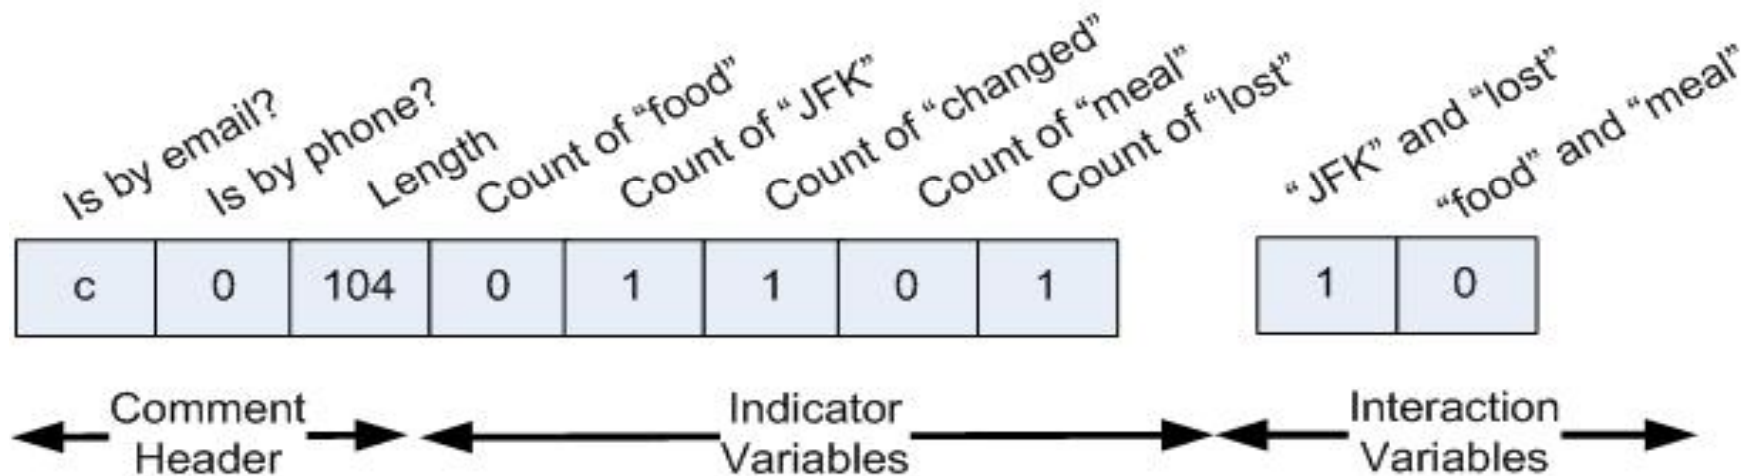 Is by email?
Is by phone?
Length
Count of “food”
Count of “JFK”
Count of “changed”
Count of “meal”
Count of “lost”
“JFK” and “lost”
“food” and “meal”
c 0 104 0 1 1 0 1 1 0
Comment
Header
Indicator
Variables
Interaction
Variables